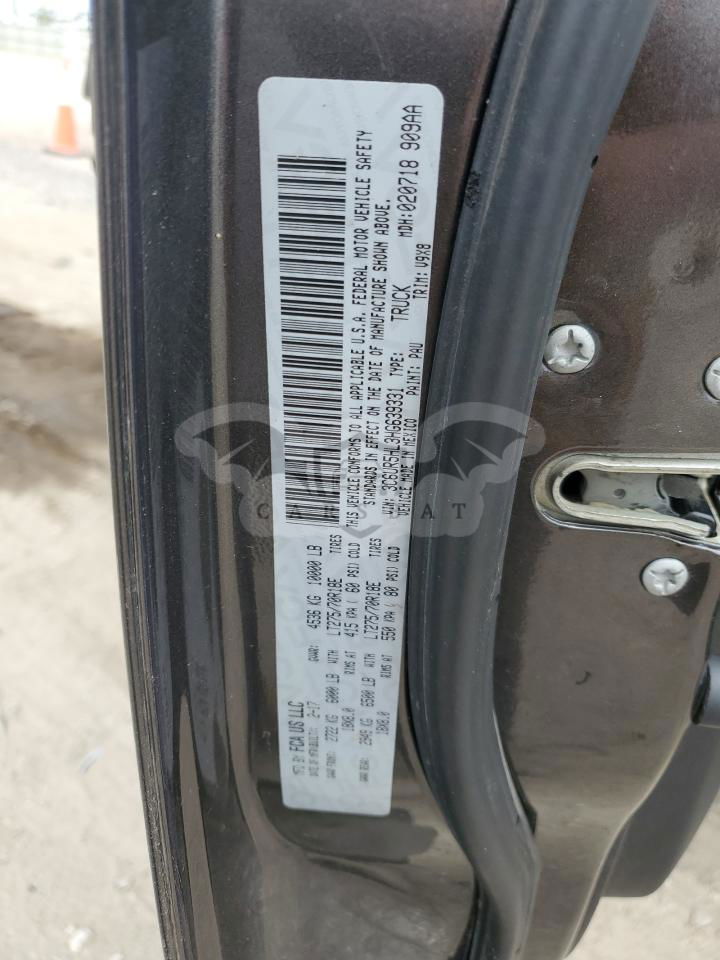 MFD BY: FCA US LLC
DATE OF MFR/BUILT: 2-17
GVWR: 4536 KG 10000 LB
GAWR FRONT: 2722 KG 6000 LB WITH LT275/70R18E TIRES
18X8.0 RIMS AT 415 KPA ( 60 PSI) COLD
GAWR REAR: 2948 KG 6500 LB WITH LT275/70R18E TIRES
18X8.0 RIMS AT 550 KPA ( 80 PSI) COLD
THIS VEHICLE CONFORMS TO ALL APPLICABLE U.S.A. FEDERAL MOTOR VEHICLE SAFETY
STANDARDS IN EFFECT ON THE DATE OF MANUFACTURE SHOWN ABOVE.
VIN: 3C6UR5HL3HG639331 TYPE: TRUCK MDH:020718 909AA
VEHICLE MADE IN MEXICO PAINT: PAU TRIM: V9X8